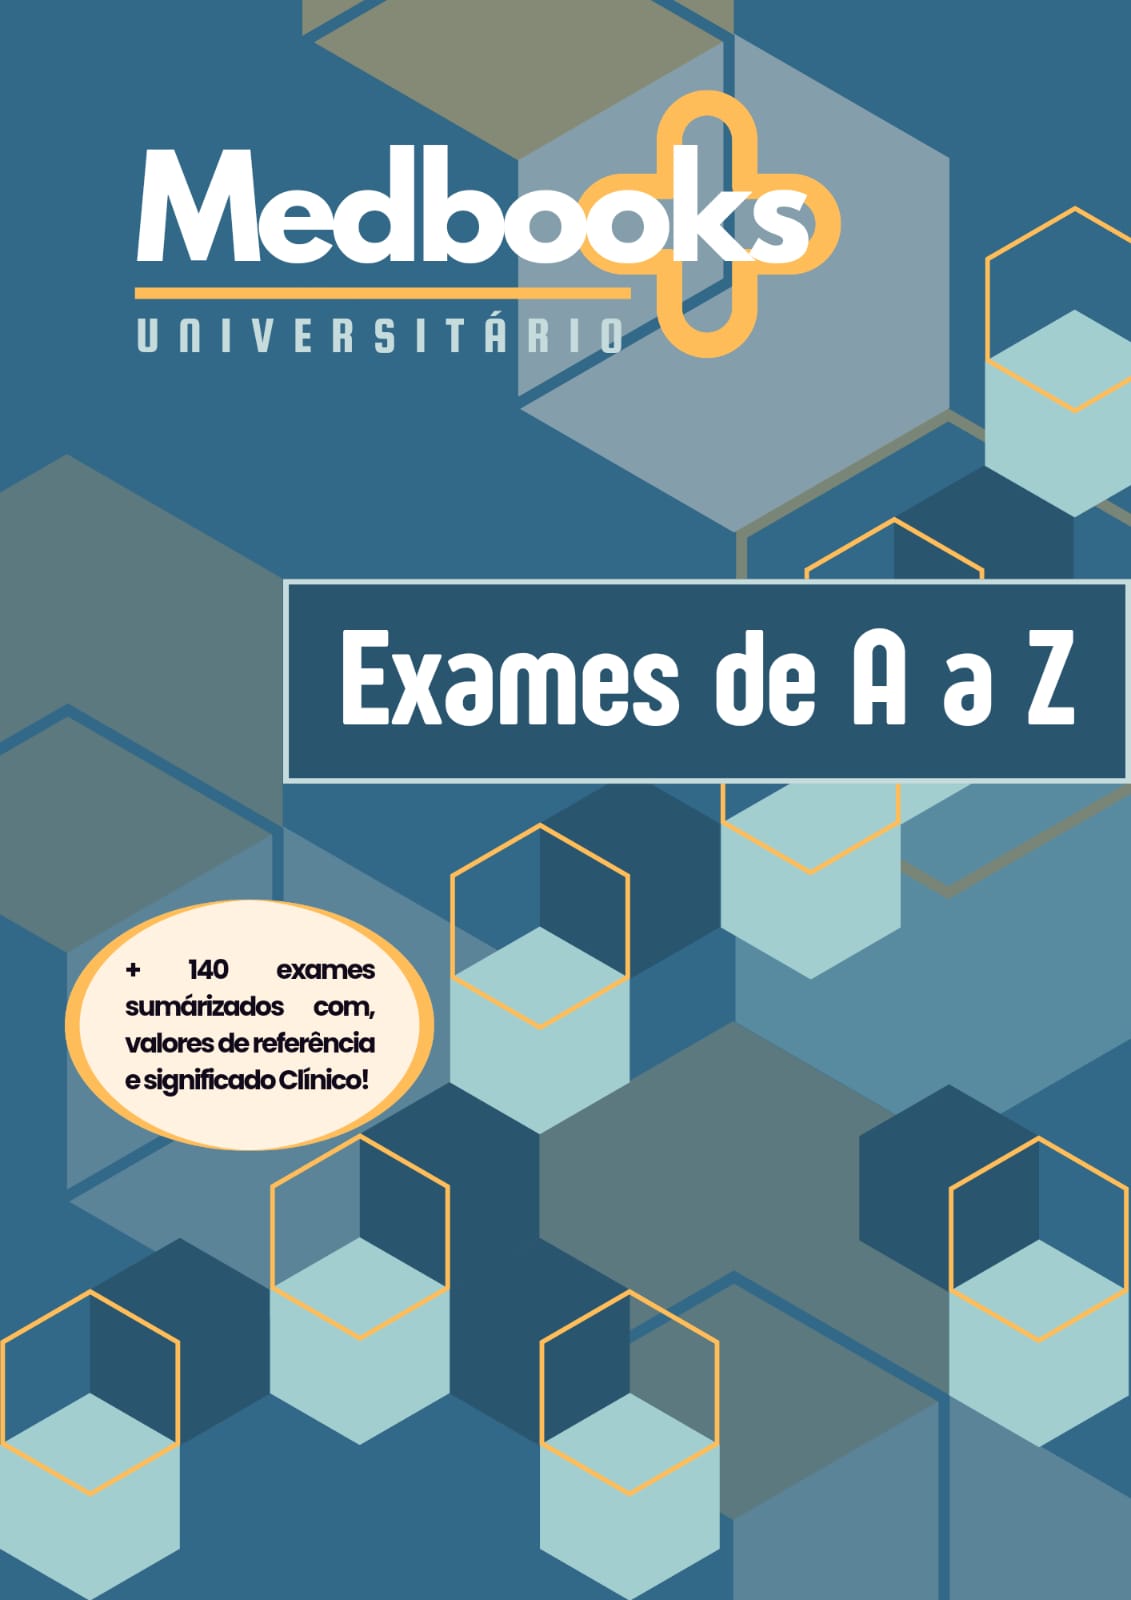 Medbooks
UNIVERSITÁRIO
Exames de A a Z
+ 140 exames
sumárizados com,
valores de referência
e significado Clínico!